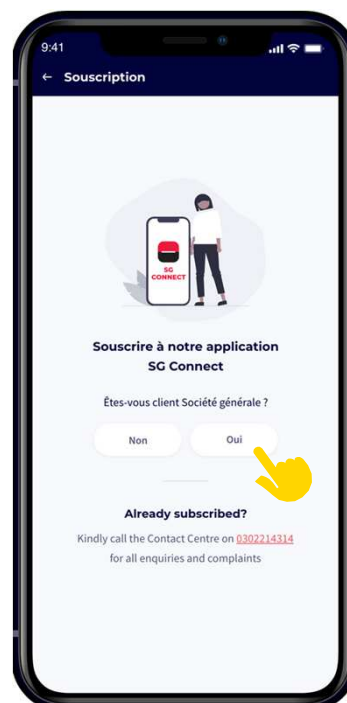 9:41
← Souscription
SG
CONNECT
Souscrire à notre application
SG Connect
Êtes-vous client Société générale ?
Non
Oui
Already subscribed?
Kindly call the Contact Centre on 0302214314
for all enquiries and complaints